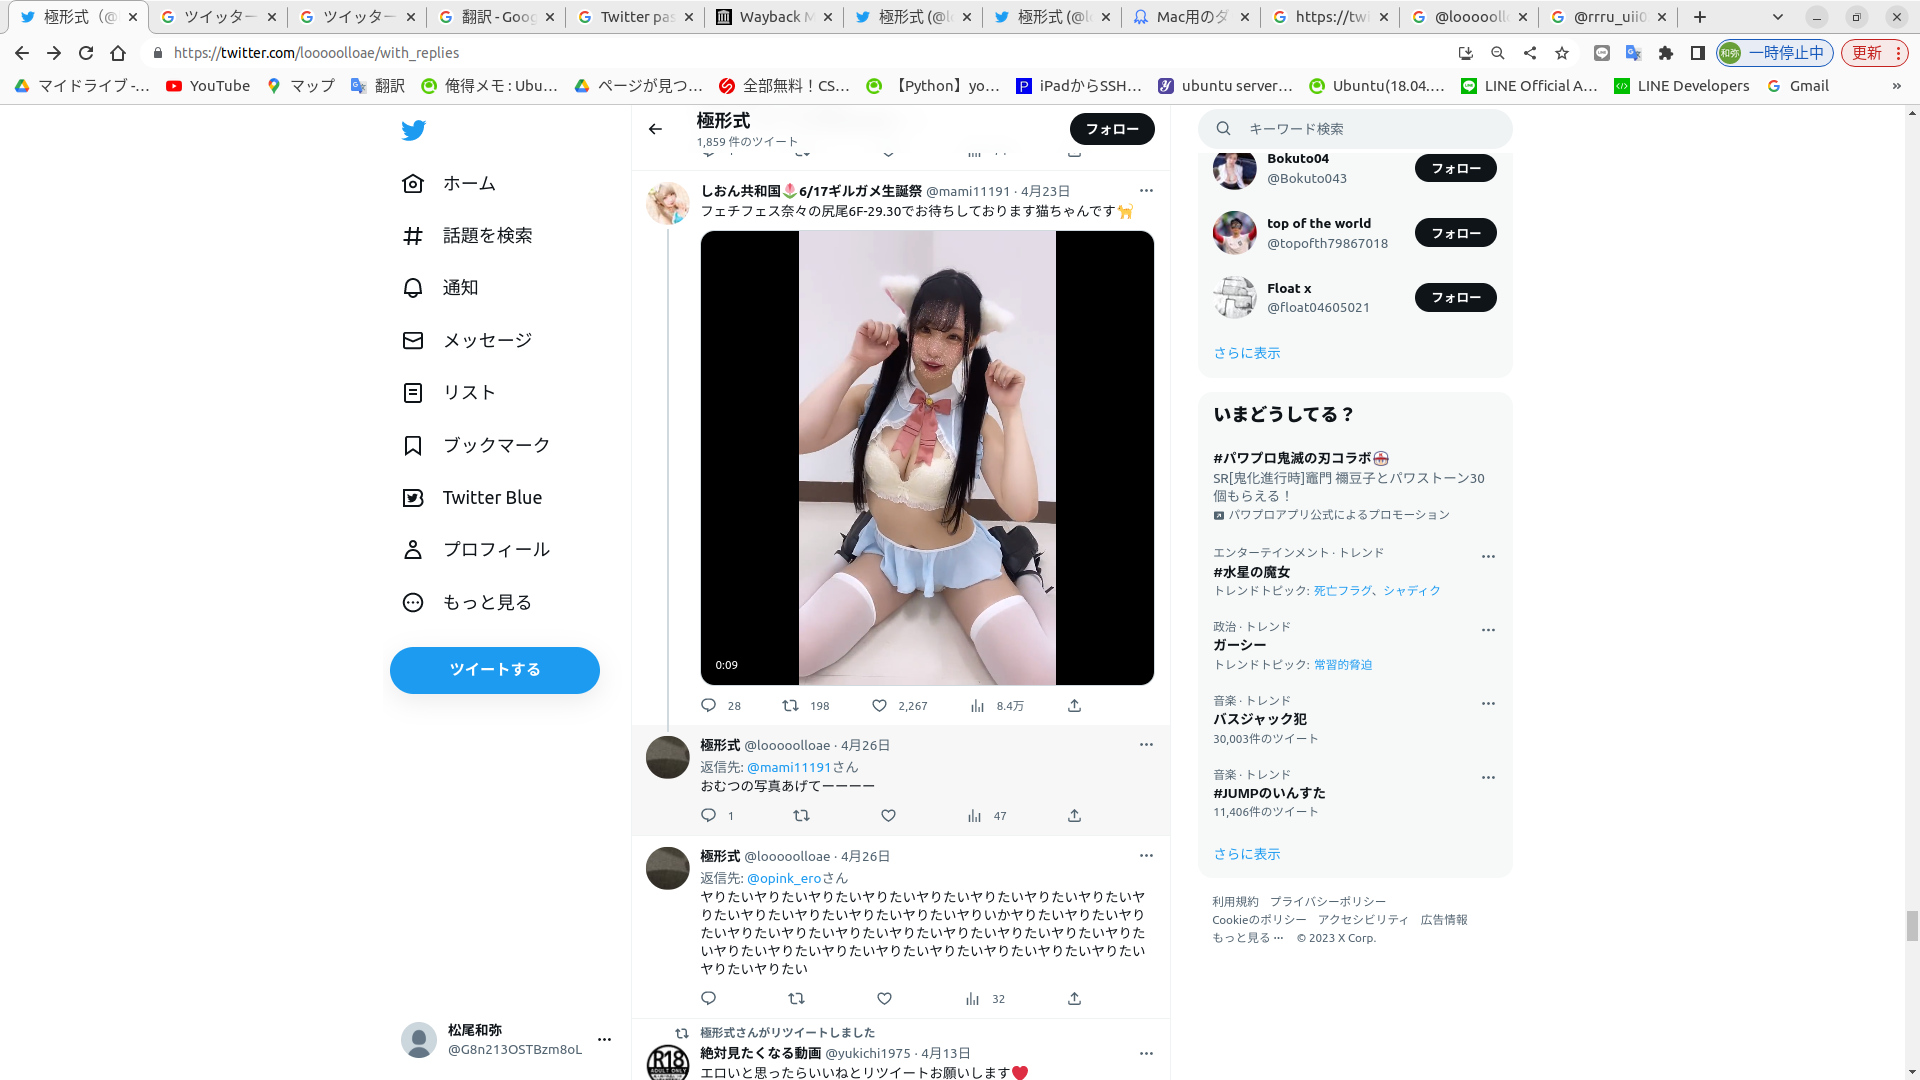 極形式（@
ツイッター
ツイッター
翻訳 - Goog
Twitter pas
Wayback M
極形式 (@lo
極形式 (@lo
Mac用のダ
https://twi
@looooollo
@rrru_uii0
https://twitter.com/looooolloae/with_replies
和弥 一時停止中
更新
マイドライブ -...
YouTube
マップ
翻訳
俺得メモ : Ubu...
ページが見つ...
全部無料！CS...
【Python】yo...
iPadからSSH...
ubuntu server...
Ubuntu(18.04....
LINE Official A...
LINE Developers
Gmail
»
ホーム
話題を検索
通知
メッセージ
リスト
ブックマーク
Twitter Blue
プロフィール
もっと見る
ツイートする
松尾和弥
@G8n213OSTBzm8oL
極形式
1,859 件のツイート
フォロー
しおん共和国🌷6/17ギルガメ生誕祭 @mami11191 · 4月23日
フェチフェス奈々の尻尾6F-29.30でお待ちしております猫ちゃんです🐈
0:09
28 198 2,267 8.4万
極形式 @looooolloae · 4月26日
返信先: @mami11191さん
おむつの写真あげてーーーー
1 47
極形式 @looooolloae · 4月26日
返信先: @opink_eroさん
ヤりたいヤりたいヤりたいヤりたいヤりたいヤりたいヤりたいヤりたいヤ
りたいヤりたいヤりたいヤりたいヤりたいヤりいかヤりたいヤりたいヤり
たいヤりたいヤりたいヤりたいヤりたいヤりたいヤりたいヤりたいヤりた
いヤりたいヤりたいヤりたいヤりたいヤりたいヤりたいヤりたいヤりたい
ヤりたいヤりたい
32
極形式さんがリツイートしました
R18
ADULT ONLY
絶対見たくなる動画 @yukichi1975 · 4月13日
エロいと思ったらいいねとリツイートお願いします❤
キーワード検索
Bokuto04
@Bokuto043
フォロー
top of the world
@topofth79867018
フォロー
Float x
@float04605021
フォロー
さらに表示
いまどうしてる？
#パワプロ鬼滅の刃コラボ
SR[鬼化進行時]竈門 禰豆子とパワストーン30
個もらえる！
パワプロアプリ公式によるプロモーション
エンターテインメント · トレンド
#水星の魔女
トレンドトピック: 死亡フラグ、シャディク
政治 · トレンド
ガーシー
トレンドトピック: 常習的脅迫
音楽 · トレンド
バスジャック犯
30,003件のツイート
音楽 · トレンド
#JUMPのいんすた
11,406件のツイート
さらに表示
利用規約 プライバシーポリシー
Cookieのポリシー アクセシビリティ 広告情報
もっと見る ··· © 2023 X Corp.